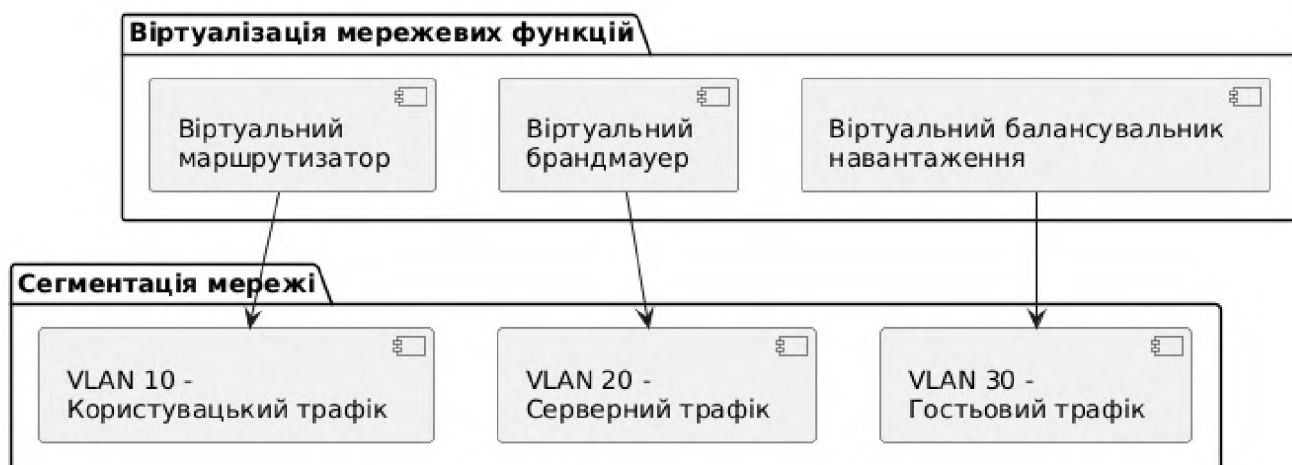 Віртуалізація мережевих функцій
Віртуальний
маршрутизатор
Віртуальний
брандмауер
Віртуальний балансувальник
навантаження
Сегментація мережі
VLAN 10 -
Користувацький трафік
VLAN 20 -
Серверний трафік
VLAN 30 -
Гостьовий трафік